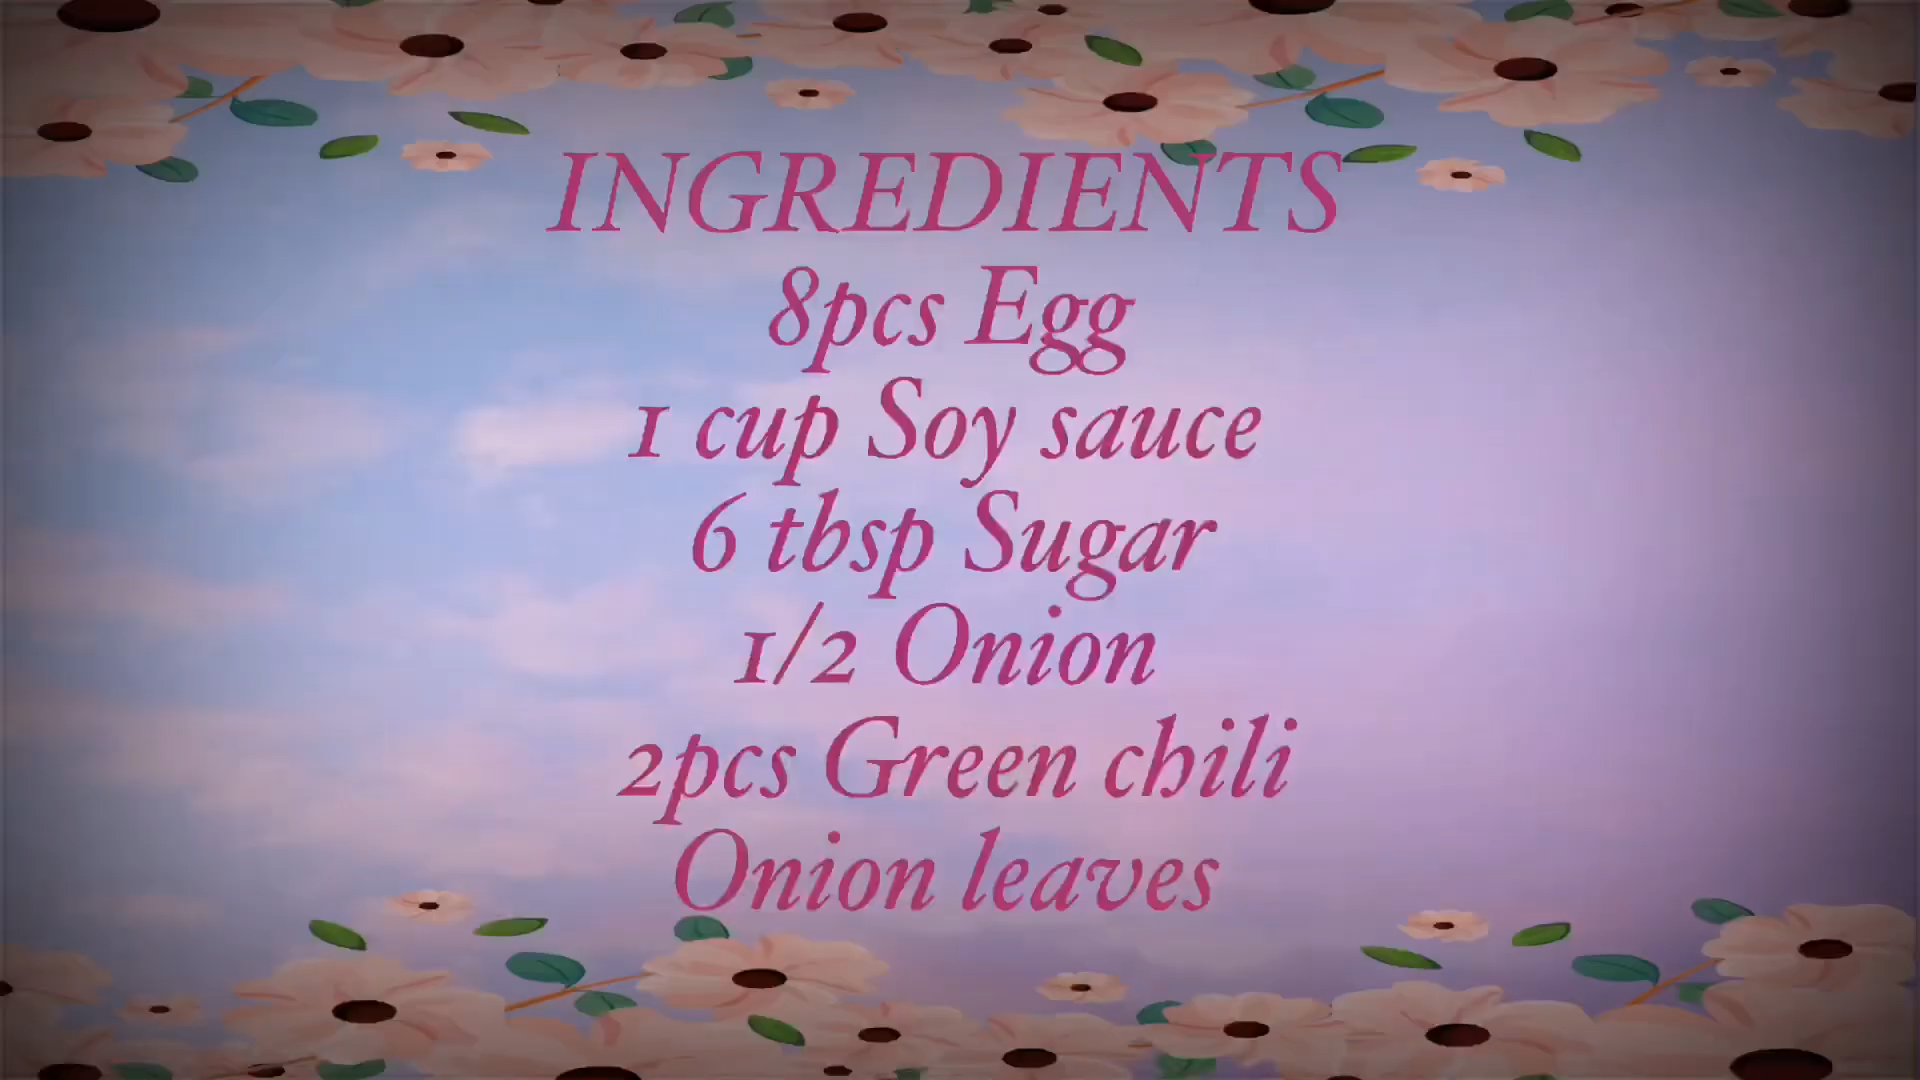 INGREDIENTS
8pcs Egg
1 cup Soy sauce
6 tbsp Sugar
1/2 Onion
2pcs Green chili
Onion leaves